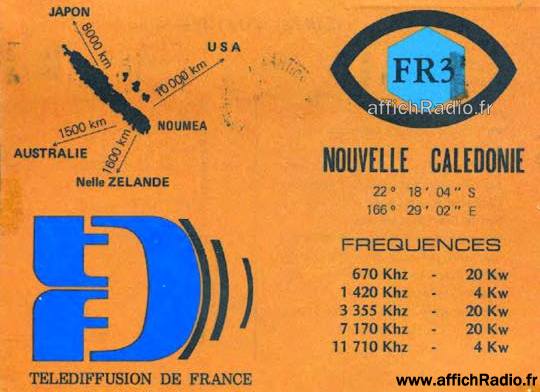 JAPON
8000 km
USA
10 000 km
1500 km
NOUMEA
AUSTRALIE
1600 km
Nelle ZELANDE
FR3
affichRadio.fr
NOUVELLE CALEDONIE
22° 18' 04" S
166° 29' 02" E
FREQUENCES
670 Khz - 20 Kw
1 420 Khz - 4 Kw
3 355 Khz - 20 Kw
7 170 Khz - 20 Kw
11 710 Khz - 4 Kw
TELEDIFFUSION DE FRANCE
www.affichRadio.fr